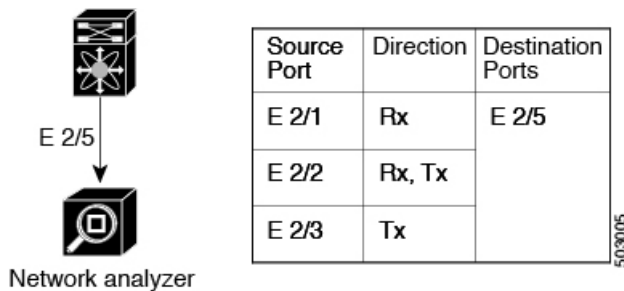 E 2/5
Network analyzer
Source Port Direction Destination Ports
E 2/1 Rx E 2/5
E 2/2 Rx, Tx
E 2/3 Tx
503005